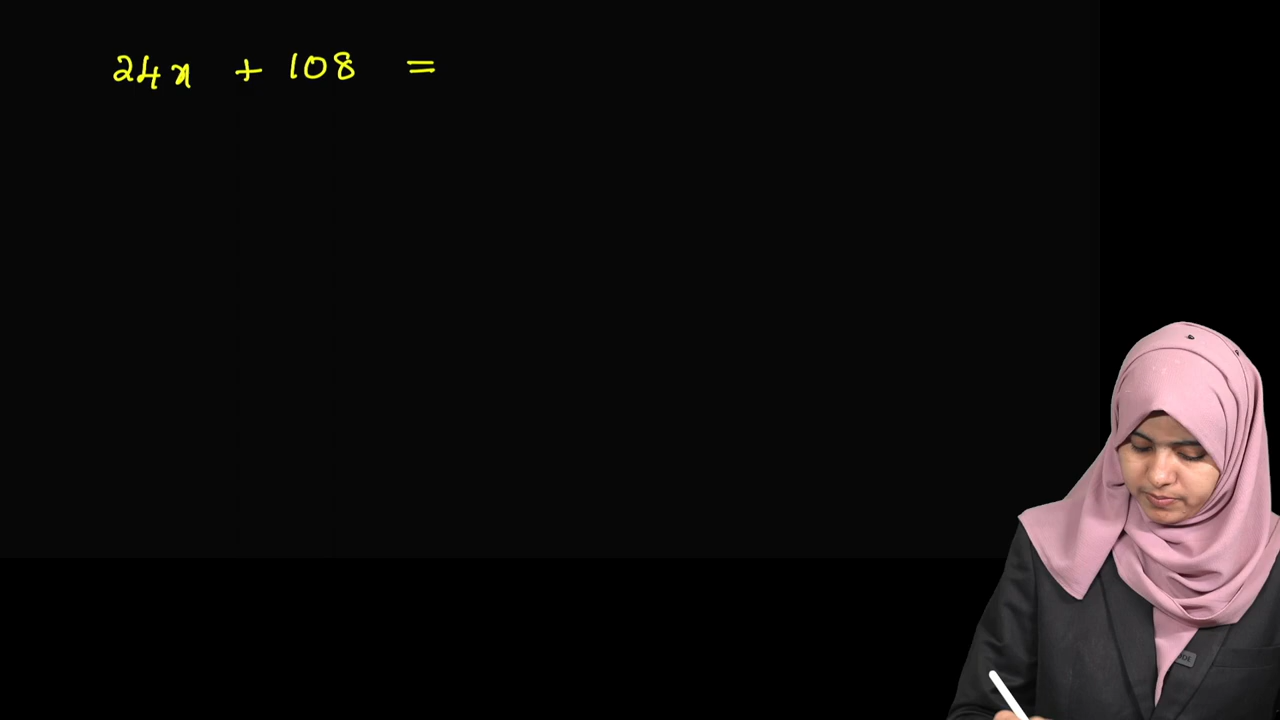 24x + 108 =